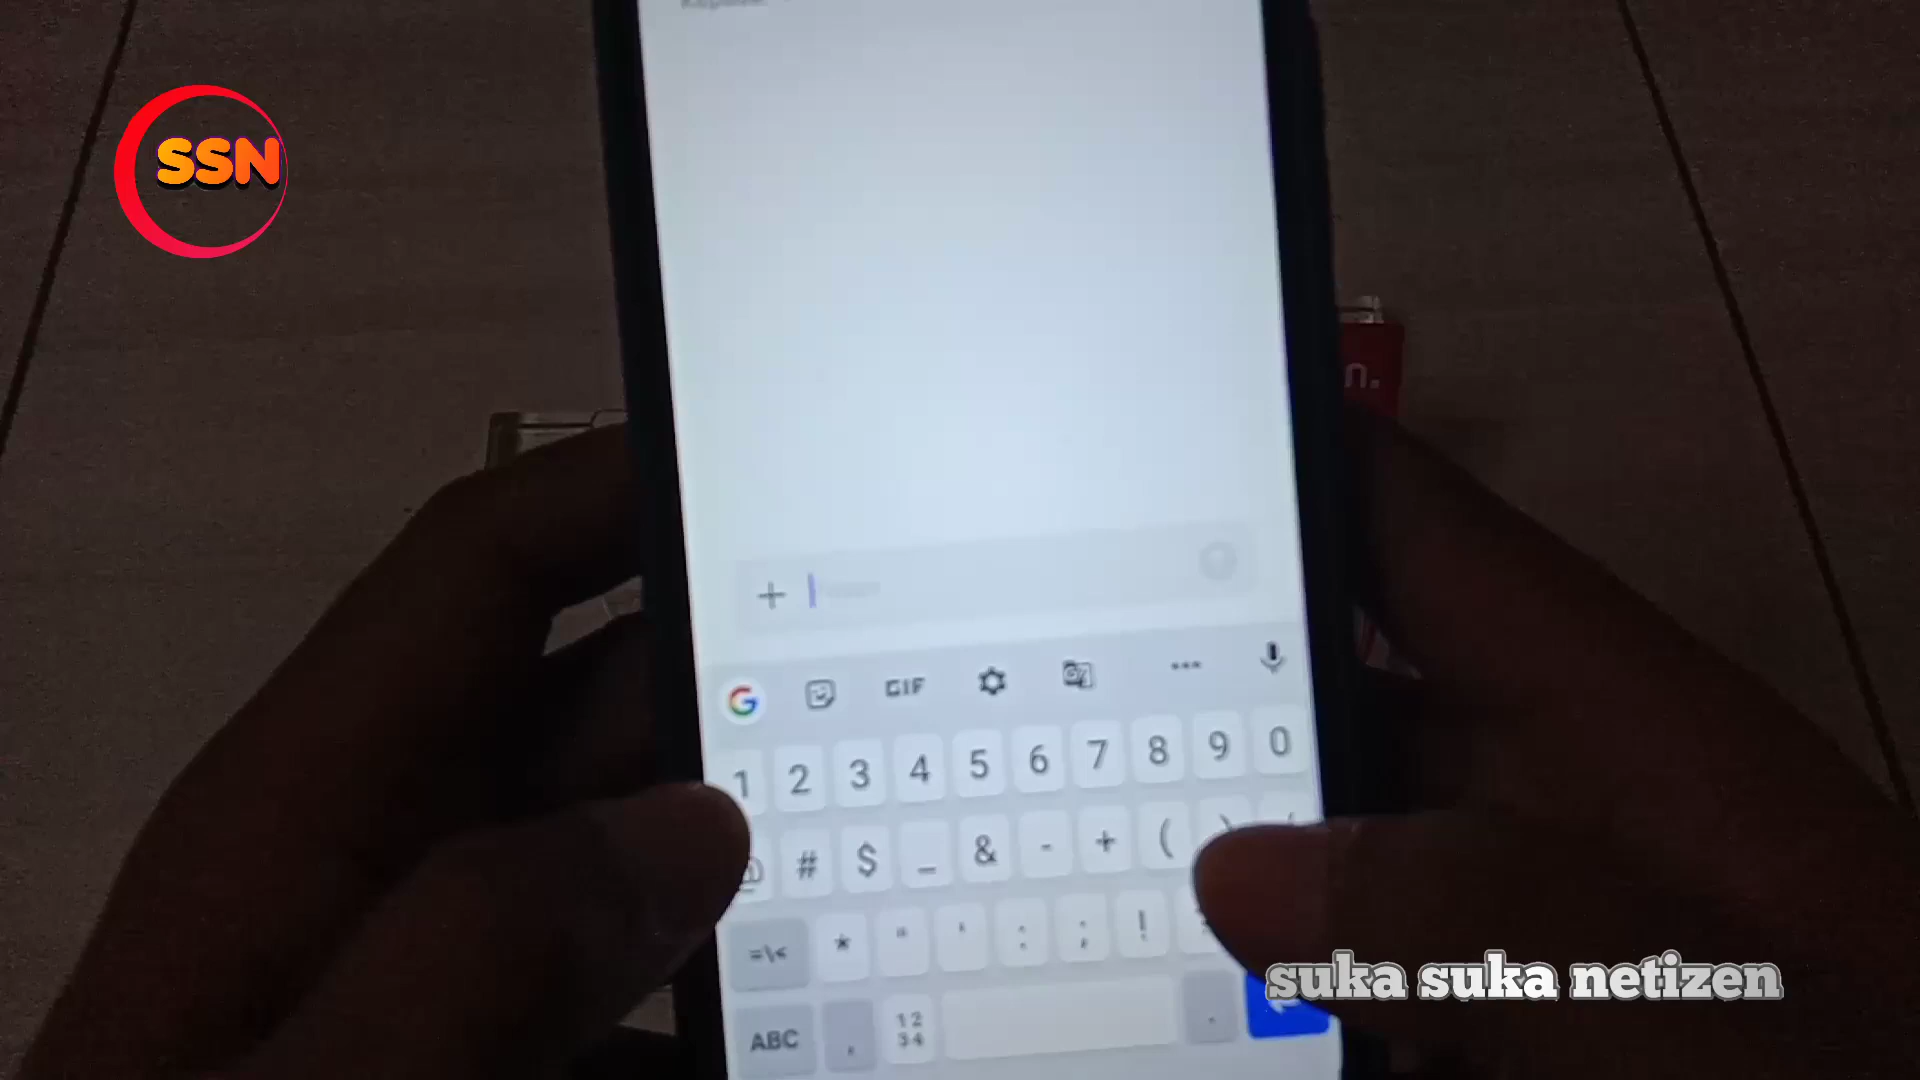 SSN
n.
+
G GIF G
1 2 3 4 5 6 7 8 9 0
@ # $ _ & - + ( ) /
=\< * " ' : ; !
ABC , 12 34 .
suka suka netizen